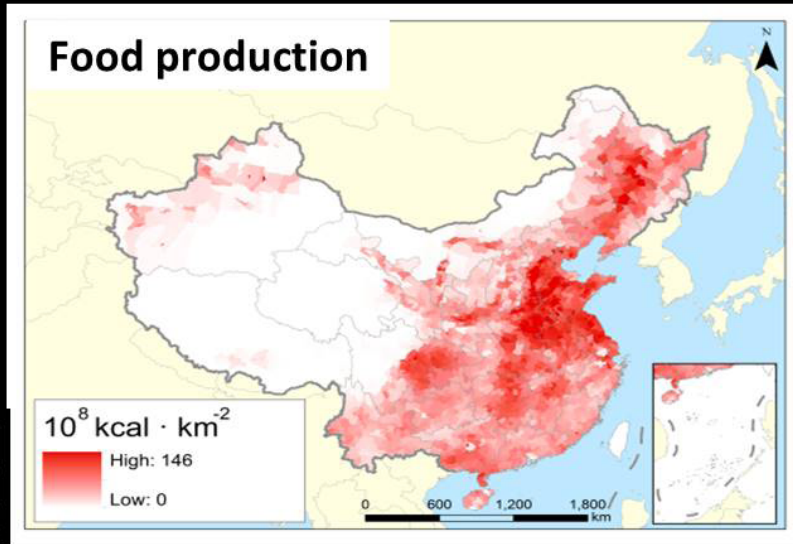 Food production
N
10⁸ kcal · km⁻²
High: 146
Low: 0
0 600 1,200 1,800
km